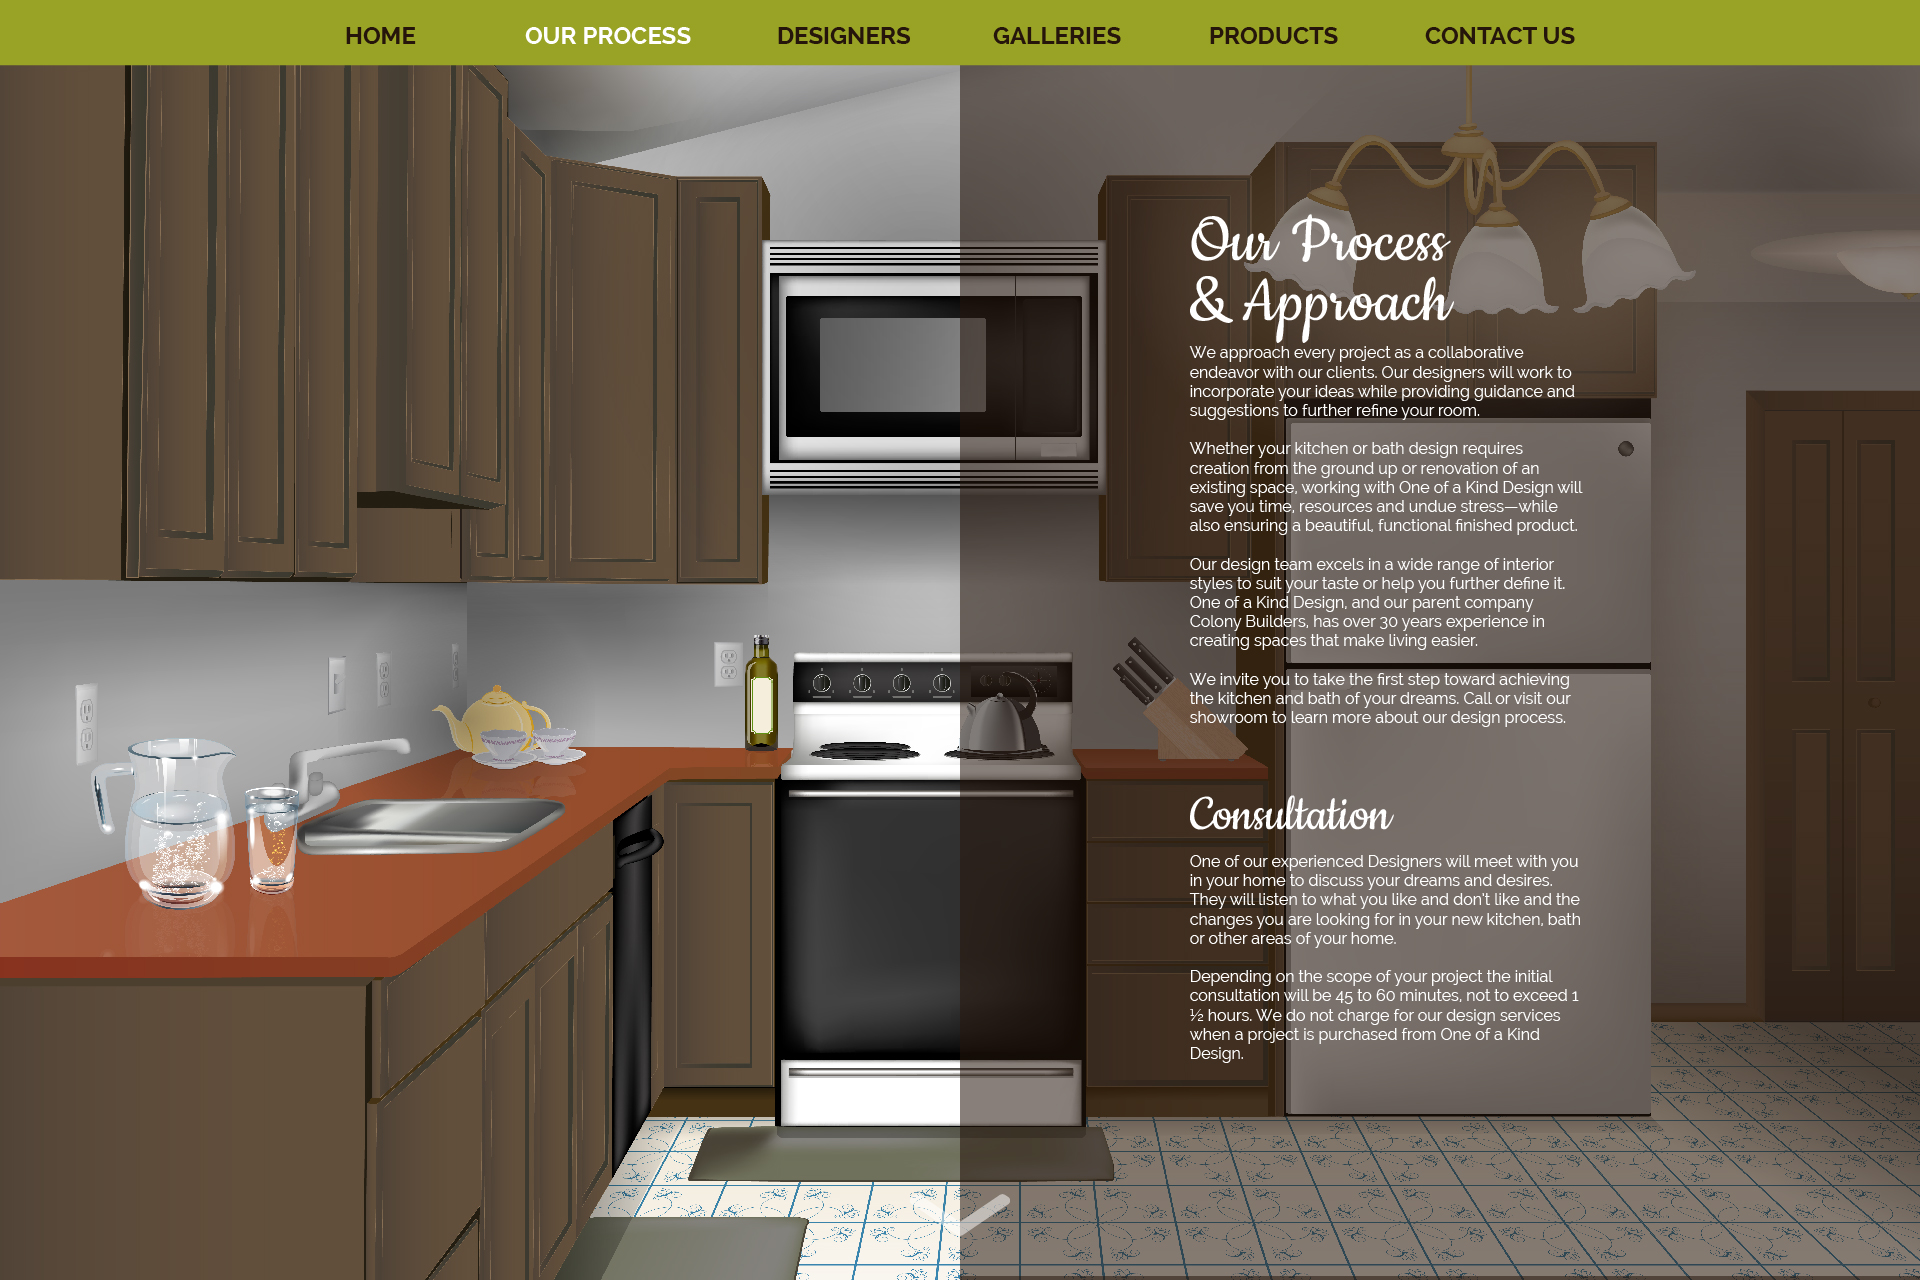 HOME OUR PROCESS DESIGNERS GALLERIES PRODUCTS CONTACT US
Our Process
& Approach
We approach every project as a collaborative
endeavor with our clients. Our designers will work to
incorporate your ideas while providing guidance and
suggestions to further refine your room.
Whether your kitchen or bath design requires
creation from the ground up or renovation of an
existing space, working with One of a Kind Design will
save you time, resources and undue stress—while
also ensuring a beautiful, functional finished product.
Our design team excels in a wide range of interior
styles to suit your taste or help you further define it.
One of a Kind Design, and our parent company
Colony Builders, has over 30 years experience in
creating spaces that make living easier.
We invite you to take the first step toward achieving
the kitchen and bath of your dreams. Call or visit our
showroom to learn more about our design process.
Consultation
One of our experienced Designers will meet with you
in your home to discuss your dreams and desires.
They will listen to what you like and don't like and the
changes you are looking for in your new kitchen, bath
or other areas of your home.
Depending on the scope of your project the initial
consultation will be 45 to 60 minutes, not to exceed 1
½ hours. We do not charge for our design services
when a project is purchased from One of a Kind
Design.